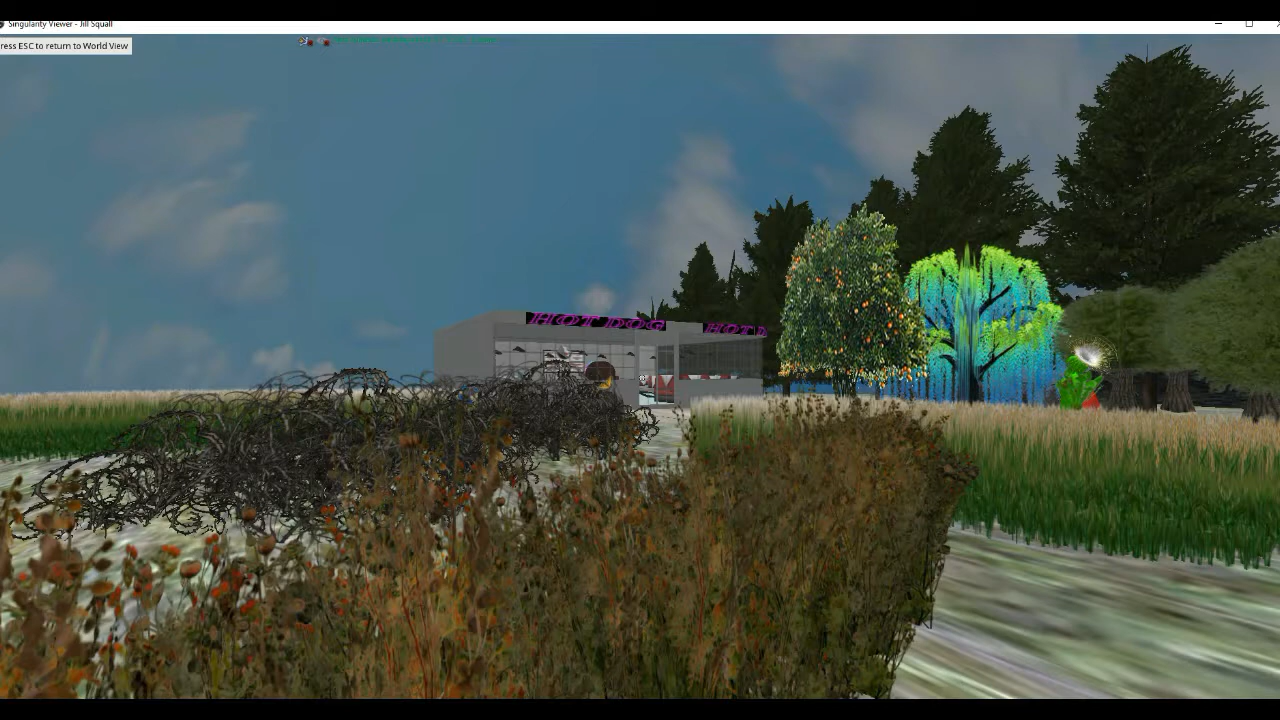 Singularity Viewer - Jill Squall
ress ESC to return to World View
HOT DOG
HOT D